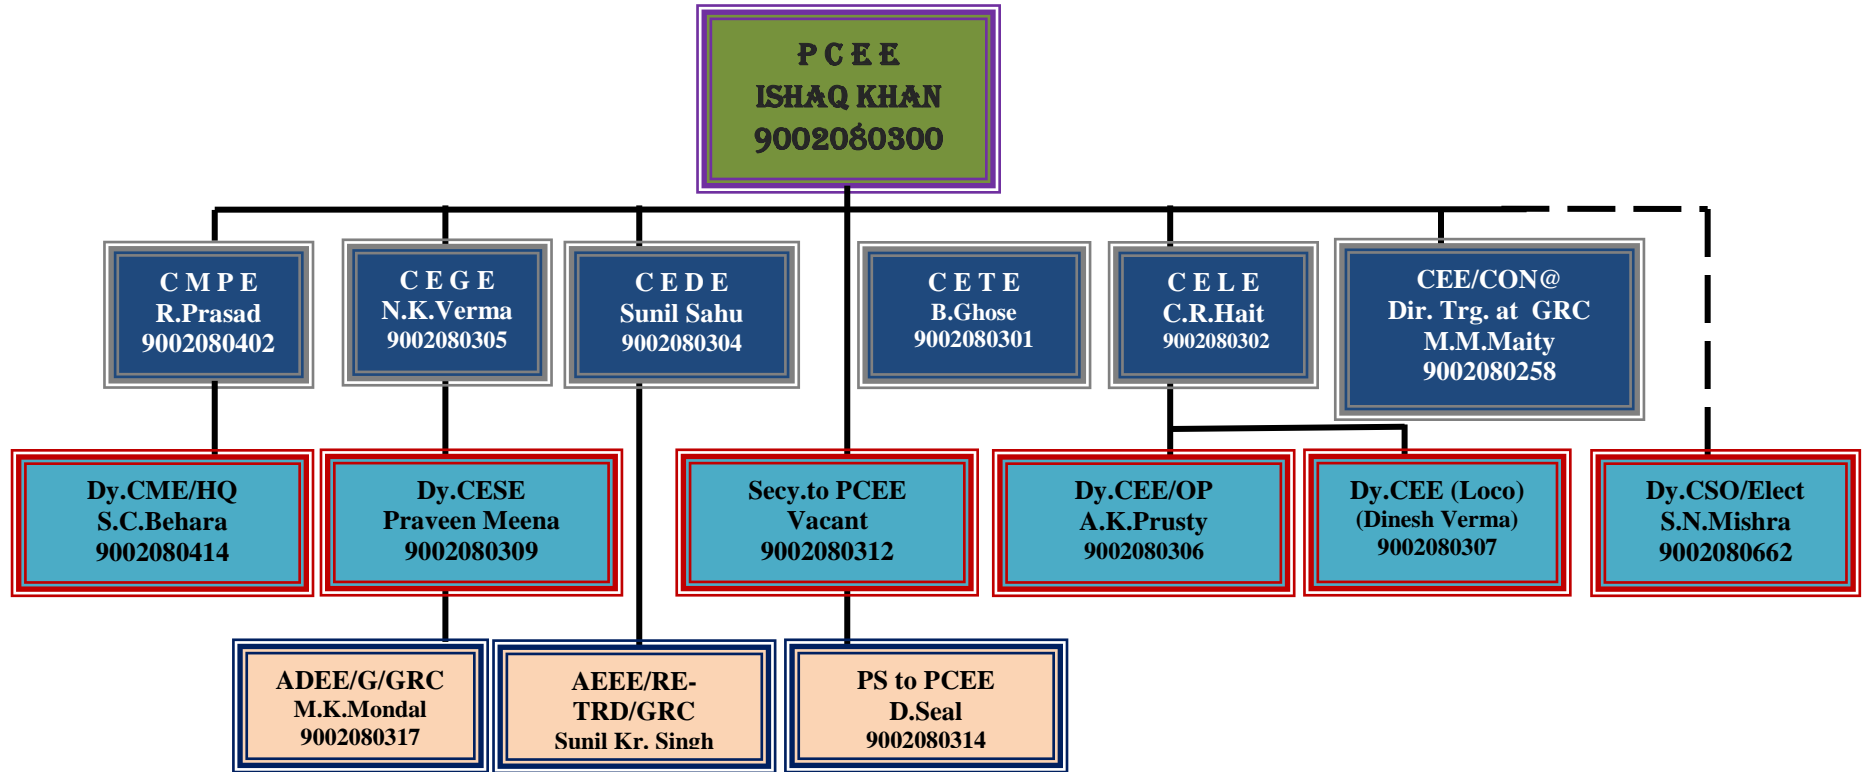 P C E E
ISHAQ KHAN
9002080300
C M P E
R.Prasad
9002080402
C E G E
N.K.Verma
9002080305
C E D E
Sunil Sahu
9002080304
C E T E
B.Ghose
9002080301
C E L E
C.R.Hait
9002080302
CEE/CON@
Dir. Trg. at GRC
M.M.Maity
9002080258
Dy.CME/HQ
S.C.Behara
9002080414
Dy.CESE
Praveen Meena
9002080309
Secy.to PCEE
Vacant
9002080312
Dy.CEE/OP
A.K.Prusty
9002080306
Dy.CEE (Loco)
(Dinesh Verma)
9002080307
Dy.CSO/Elect
S.N.Mishra
9002080662
ADEE/G/GRC
M.K.Mondal
9002080317
AEEE/RE-
TRD/GRC
Sunil Kr. Singh
PS to PCEE
D.Seal
9002080314